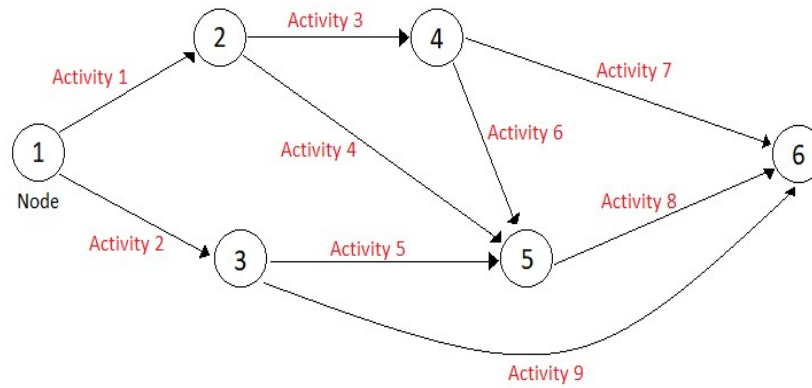 2
Activity 3
4
Activity 1
Activity 7
1
Activity 4
Activity 6
6
Node
Activity 8
Activity 2
3
Activity 5
5
Activity 9